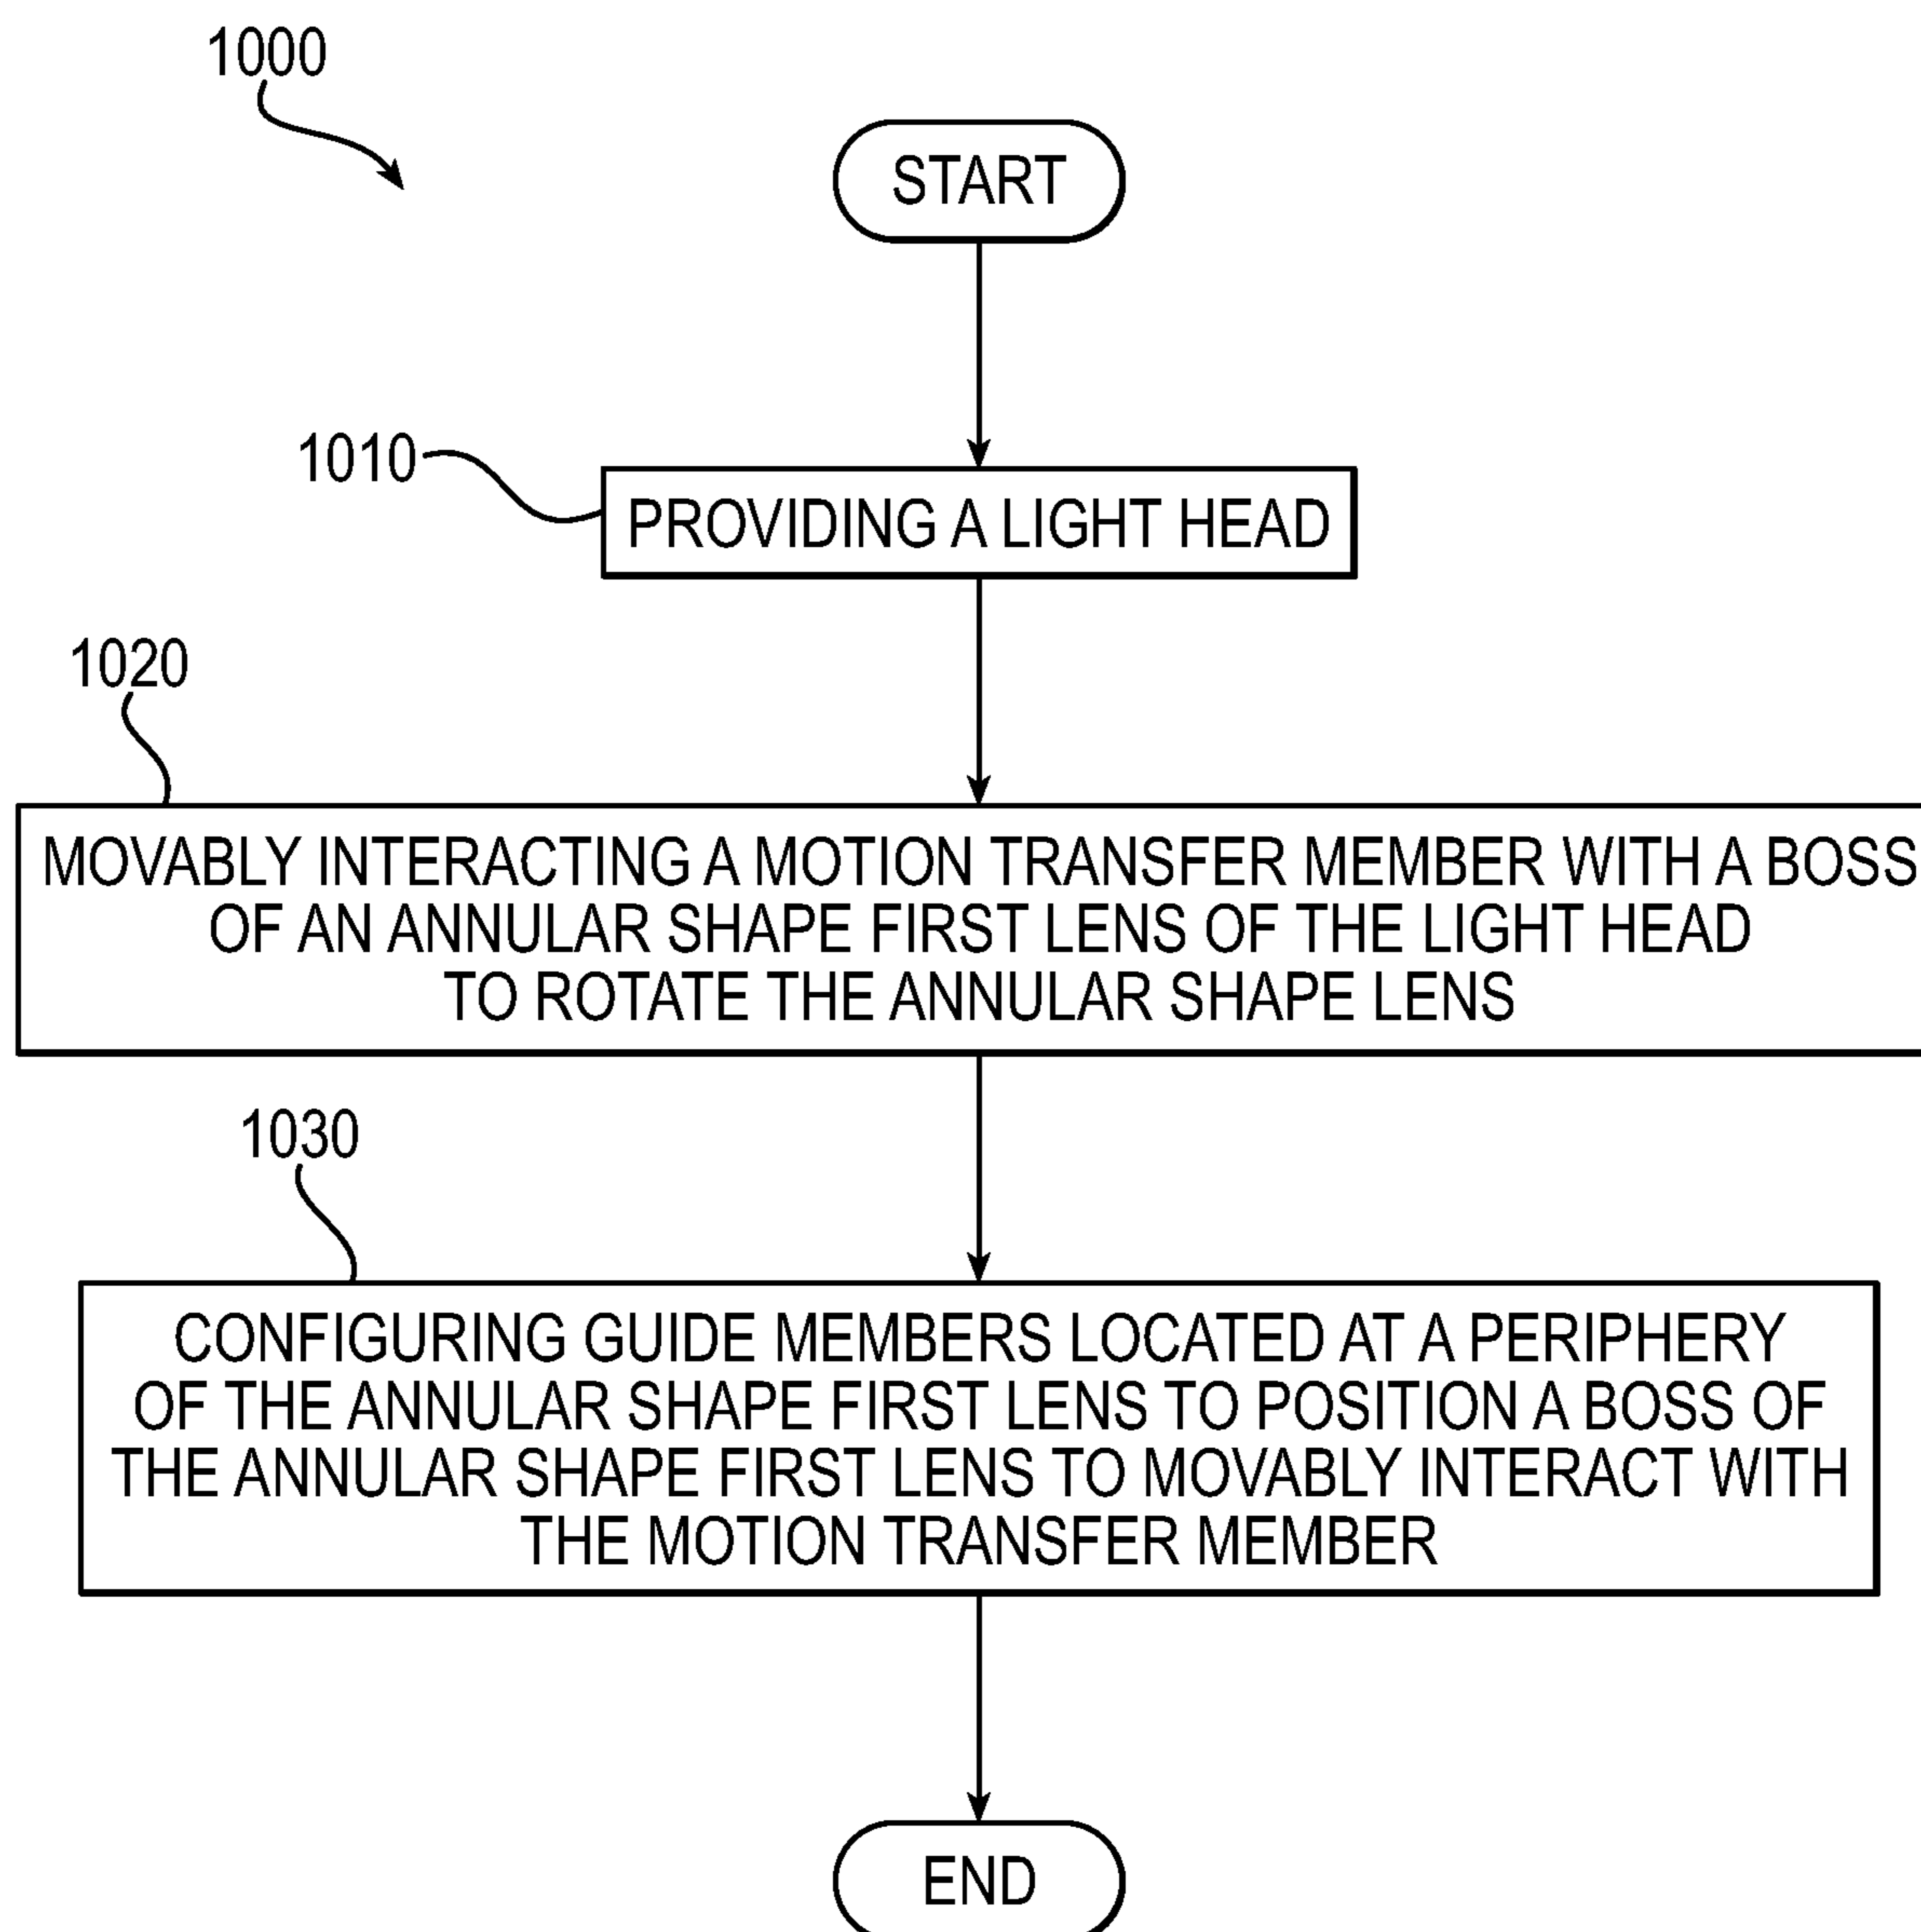 1000
START
1010
PROVIDING A LIGHT HEAD
1020
MOVABLY INTERACTING A MOTION TRANSFER MEMBER WITH A BOSS
OF AN ANNULAR SHAPE FIRST LENS OF THE LIGHT HEAD
TO ROTATE THE ANNULAR SHAPE LENS
1030
CONFIGURING GUIDE MEMBERS LOCATED AT A PERIPHERY
OF THE ANNULAR SHAPE FIRST LENS TO POSITION A BOSS OF
THE ANNULAR SHAPE FIRST LENS TO MOVABLY INTERACT WITH
THE MOTION TRANSFER MEMBER
END